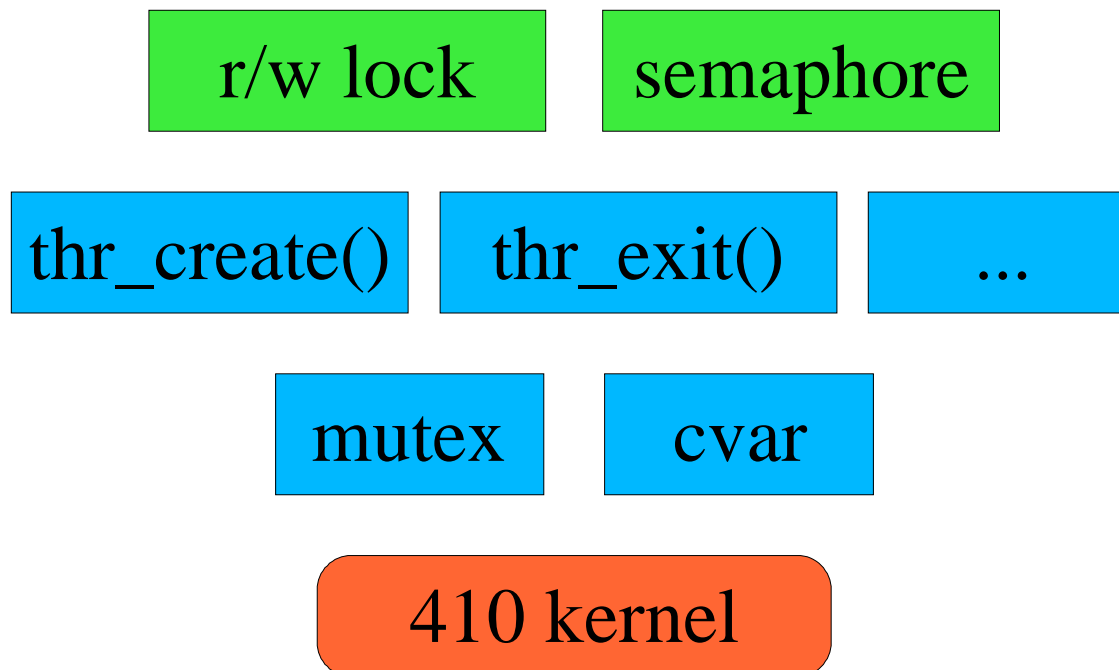 r/w lock
semaphore
thr_create()
thr_exit()
...
mutex
cvar
410 kernel